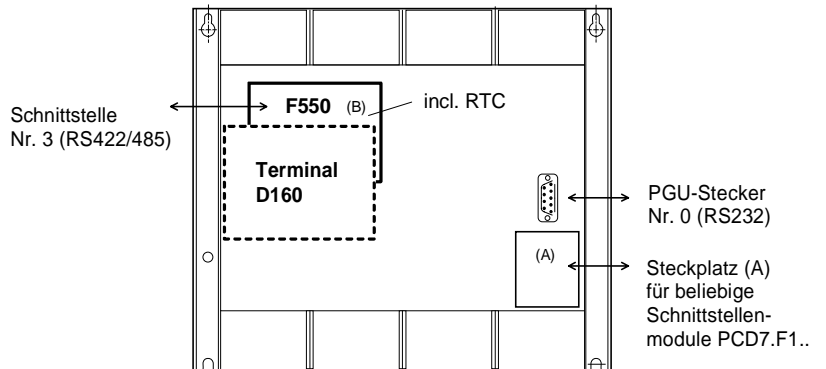 Schnittstelle
Nr. 3 (RS422/485)
F550 (B)
incl. RTC
Terminal
D160
PGU-Stecker
Nr. 0 (RS232)
(A)
Steckplatz (A)
für beliebige
Schnittstellen-
module PCD7.F1..